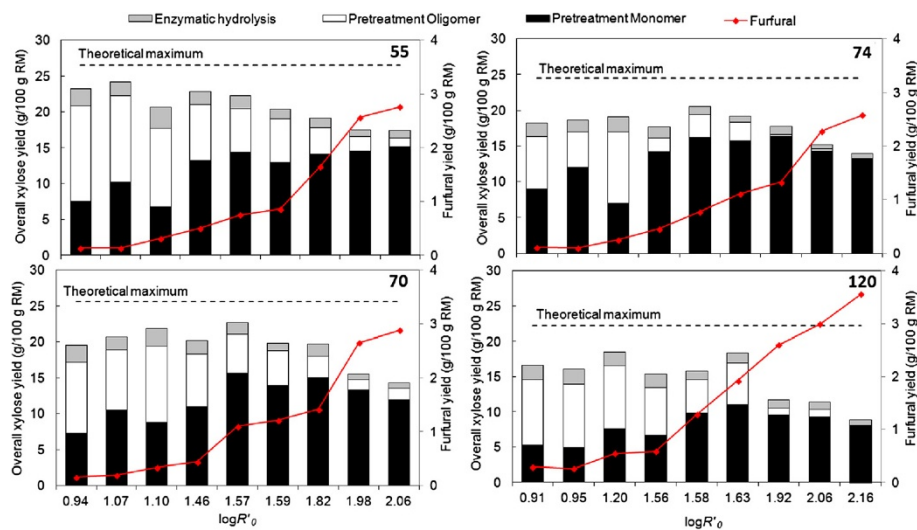 Enzymatic hydrolysis
Pretreatment Oligomer
Pretreatment Monomer
Furfural
Overall xylose yield (g/100 g RM)
30
25
20
15
10
5
0
Theoretical maximum
55
4
3
2
1
0
Furfural yield (g/100 g RM)
Overall xylose yield (g/100 g RM)
30
25
20
15
10
5
0
Theoretical maximum
74
4
3
2
1
0
Furfural yield (g/100 g RM)
Overall xylose yield (g/100 g RM)
30
25
20
15
10
5
0
Theoretical maximum
70
4
3
2
1
0
Furfural yield (g/100 g RM)
0.94 1.07 1.10 1.46 1.57 1.59 1.82 1.98 2.06
logR'₀
Overall xylose yield (g/100 g RM)
30
25
20
15
10
5
0
Theoretical maximum
120
4
3
2
1
0
Furfural yield (g/100 g RM)
0.91 0.95 1.20 1.56 1.58 1.63 1.92 2.06 2.16
logR'₀